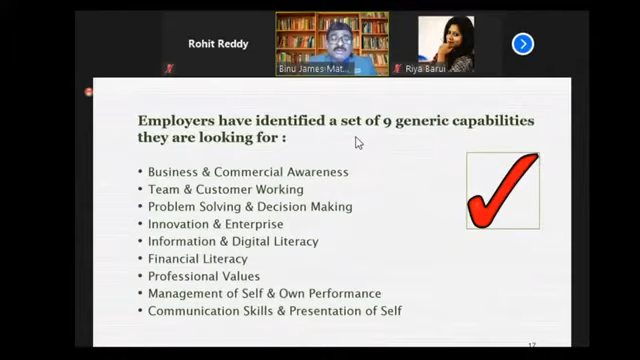 Rohit Reddy
Binu James Mat...
Riya Barui
Employers have identified a set of 9 generic capabilities
they are looking for :
• Business & Commercial Awareness
• Team & Customer Working
• Problem Solving & Decision Making
• Innovation & Enterprise
• Information & Digital Literacy
• Financial Literacy
• Professional Values
• Management of Self & Own Performance
• Communication Skills & Presentation of Self
17